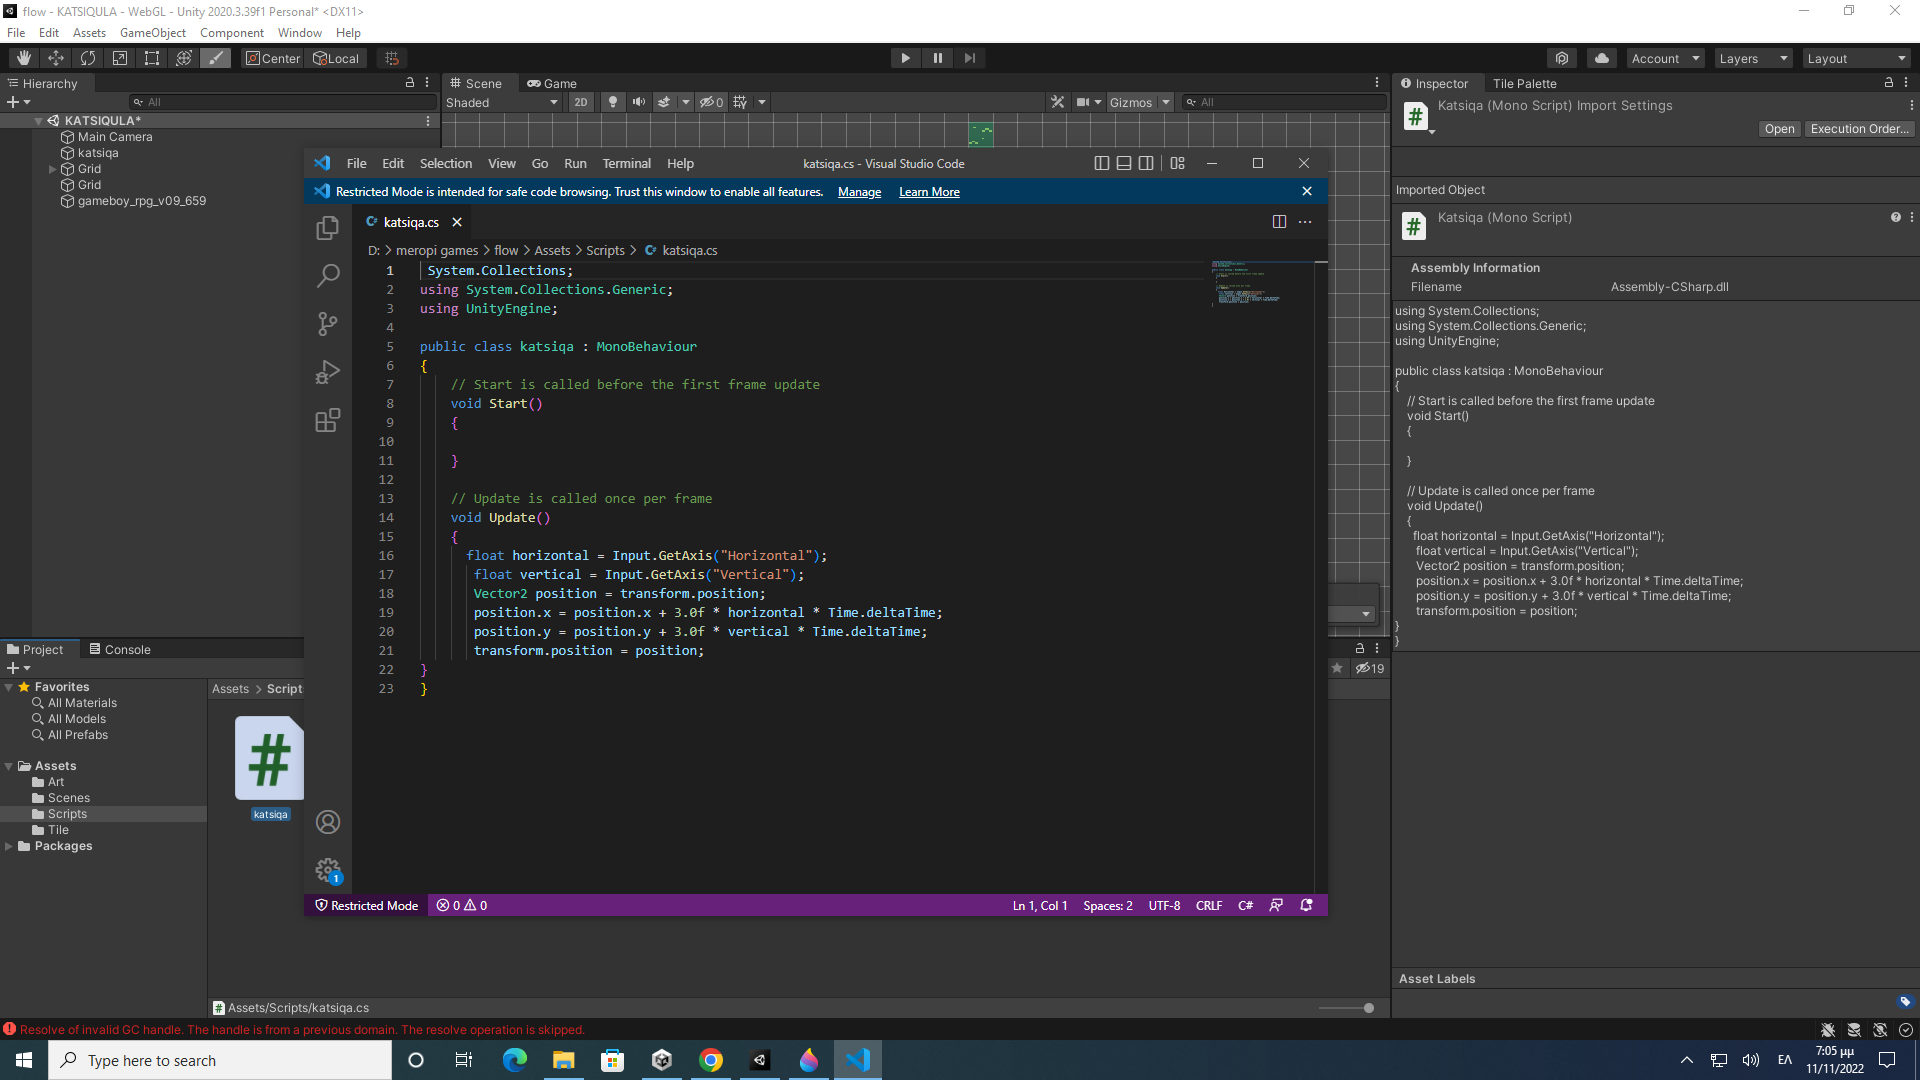 flow - KATSIQULA - WebGL - Unity 2020.3.39f1 Personal* <DX11>
File Edit Assets GameObject Component Window Help
Center Local Account Layers Layout
Hierarchy
All
KATSIQULA*
Main Camera
katsiqa
Grid
Grid
gameboy_rpg_v09_659
Scene Game
Shaded 2D 0 Gizmos All
File Edit Selection View Go Run Terminal Help katsiqa.cs - Visual Studio Code
Restricted Mode is intended for safe code browsing. Trust this window to enable all features. Manage Learn More
katsiqa.cs
D: > meropi games > flow > Assets > Scripts > katsiqa.cs
1 System.Collections;
2 using System.Collections.Generic;
3 using UnityEngine;
4
5 public class katsiqa : MonoBehaviour
6 {
7 // Start is called before the first frame update
8 void Start()
9 {
10
11 }
12
13 // Update is called once per frame
14 void Update()
15 {
16 float horizontal = Input.GetAxis("Horizontal");
17 float vertical = Input.GetAxis("Vertical");
18 Vector2 position = transform.position;
19 position.x = position.x + 3.0f * horizontal * Time.deltaTime;
20 position.y = position.y + 3.0f * vertical * Time.deltaTime;
21 transform.position = position;
22 }
23 }
Restricted Mode 0 0 Ln 1, Col 1 Spaces: 2 UTF-8 CRLF C#
Inspector Tile Palette
Katsiqa (Mono Script) Import Settings
Open Execution Order...
Imported Object
Katsiqa (Mono Script)
Assembly Information
Filename Assembly-CSharp.dll
using System.Collections;
using System.Collections.Generic;
using UnityEngine;
public class katsiqa : MonoBehaviour
{
// Start is called before the first frame update
void Start()
{
}
// Update is called once per frame
void Update()
{
float horizontal = Input.GetAxis("Horizontal");
float vertical = Input.GetAxis("Vertical");
Vector2 position = transform.position;
position.x = position.x + 3.0f * horizontal * Time.deltaTime;
position.y = position.y + 3.0f * vertical * Time.deltaTime;
transform.position = position;
}
}
Asset Labels
Project Console
19
Favorites
All Materials
All Models
All Prefabs
Assets
Art
Scenes
Scripts
Tile
Packages
Assets > Scripts
#
katsiqa
Assets/Scripts/katsiqa.cs
Resolve of invalid GC handle. The handle is from a previous domain. The resolve operation is skipped.
Type here to search
ΕΛ
7:05 μμ
11/11/2022